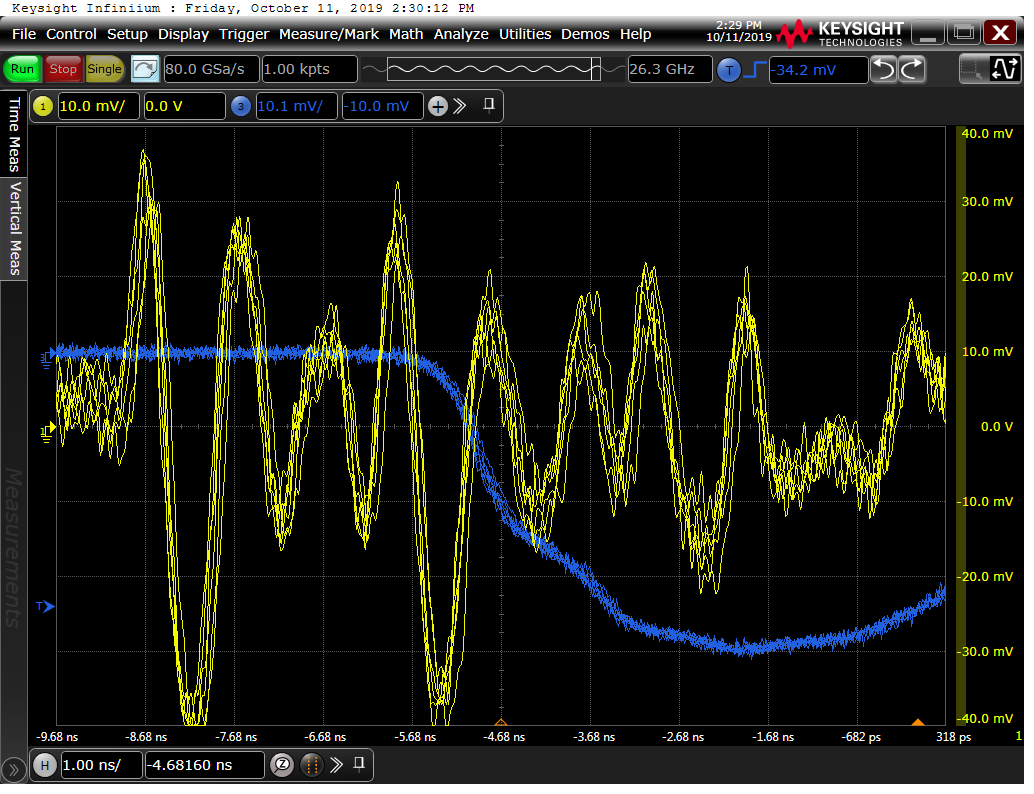 Keysight Infiniium : Friday, October 11, 2019 2:30:12 PM
File Control Setup Display Trigger Measure/Mark Math Analyze Utilities Demos Help
2:29 PM
10/11/2019
KEYSIGHT
TECHNOLOGIES
X
Run Stop Single 80.0 GSa/s 1.00 kpts 26.3 GHz T -34.2 mV
1 10.0 mV/ 0.0 V 3 10.1 mV/ -10.0 mV +
Time Meas
Vertical Meas
Measurements
40.0 mV
30.0 mV
20.0 mV
10.0 mV
0.0 V
-10.0 mV
-20.0 mV
-30.0 mV
-40.0 mV
T
-9.68 ns -8.68 ns -7.68 ns -6.68 ns -5.68 ns -4.68 ns -3.68 ns -2.68 ns -1.68 ns -682 ps 318 ps 1
H 1.00 ns/ -4.68160 ns Z